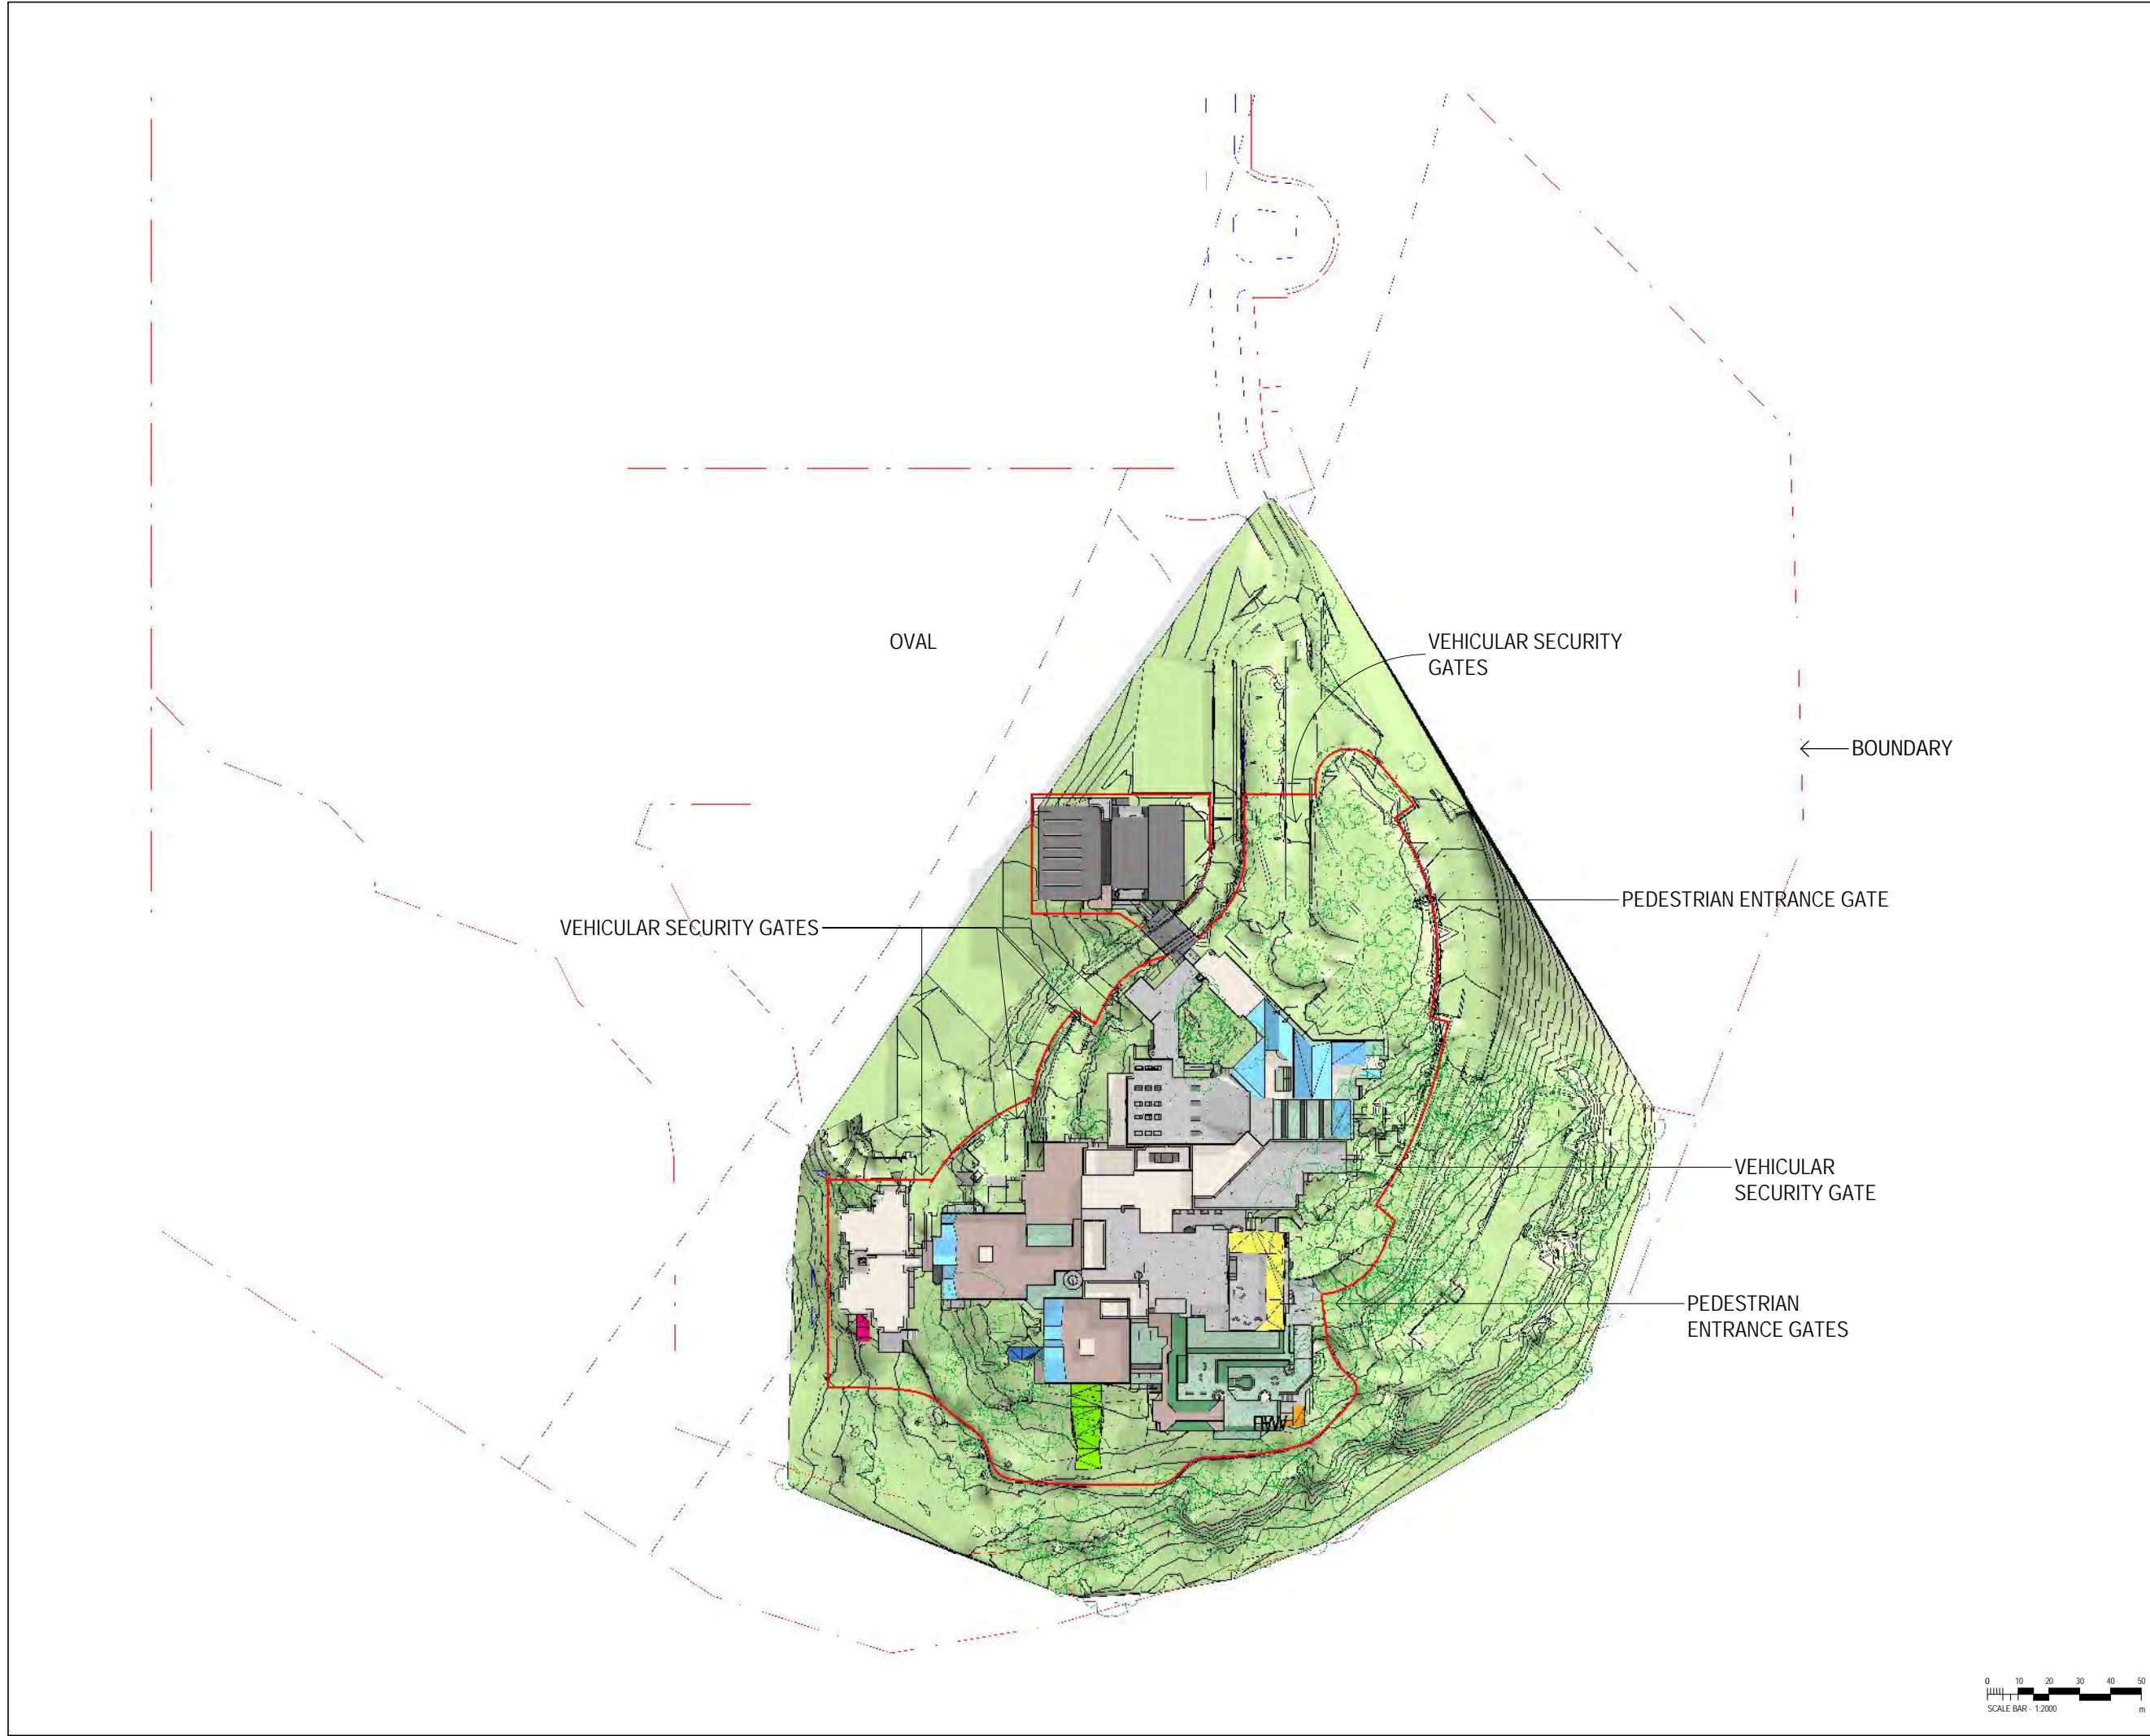 OVAL
VEHICULAR SECURITY
GATES
BOUNDARY
PEDESTRIAN ENTRANCE GATE
VEHICULAR SECURITY GATES
VEHICULAR
SECURITY GATE
PEDESTRIAN
ENTRANCE GATES
0 10 20 30 40 50
SCALE BAR - 1:2000 m